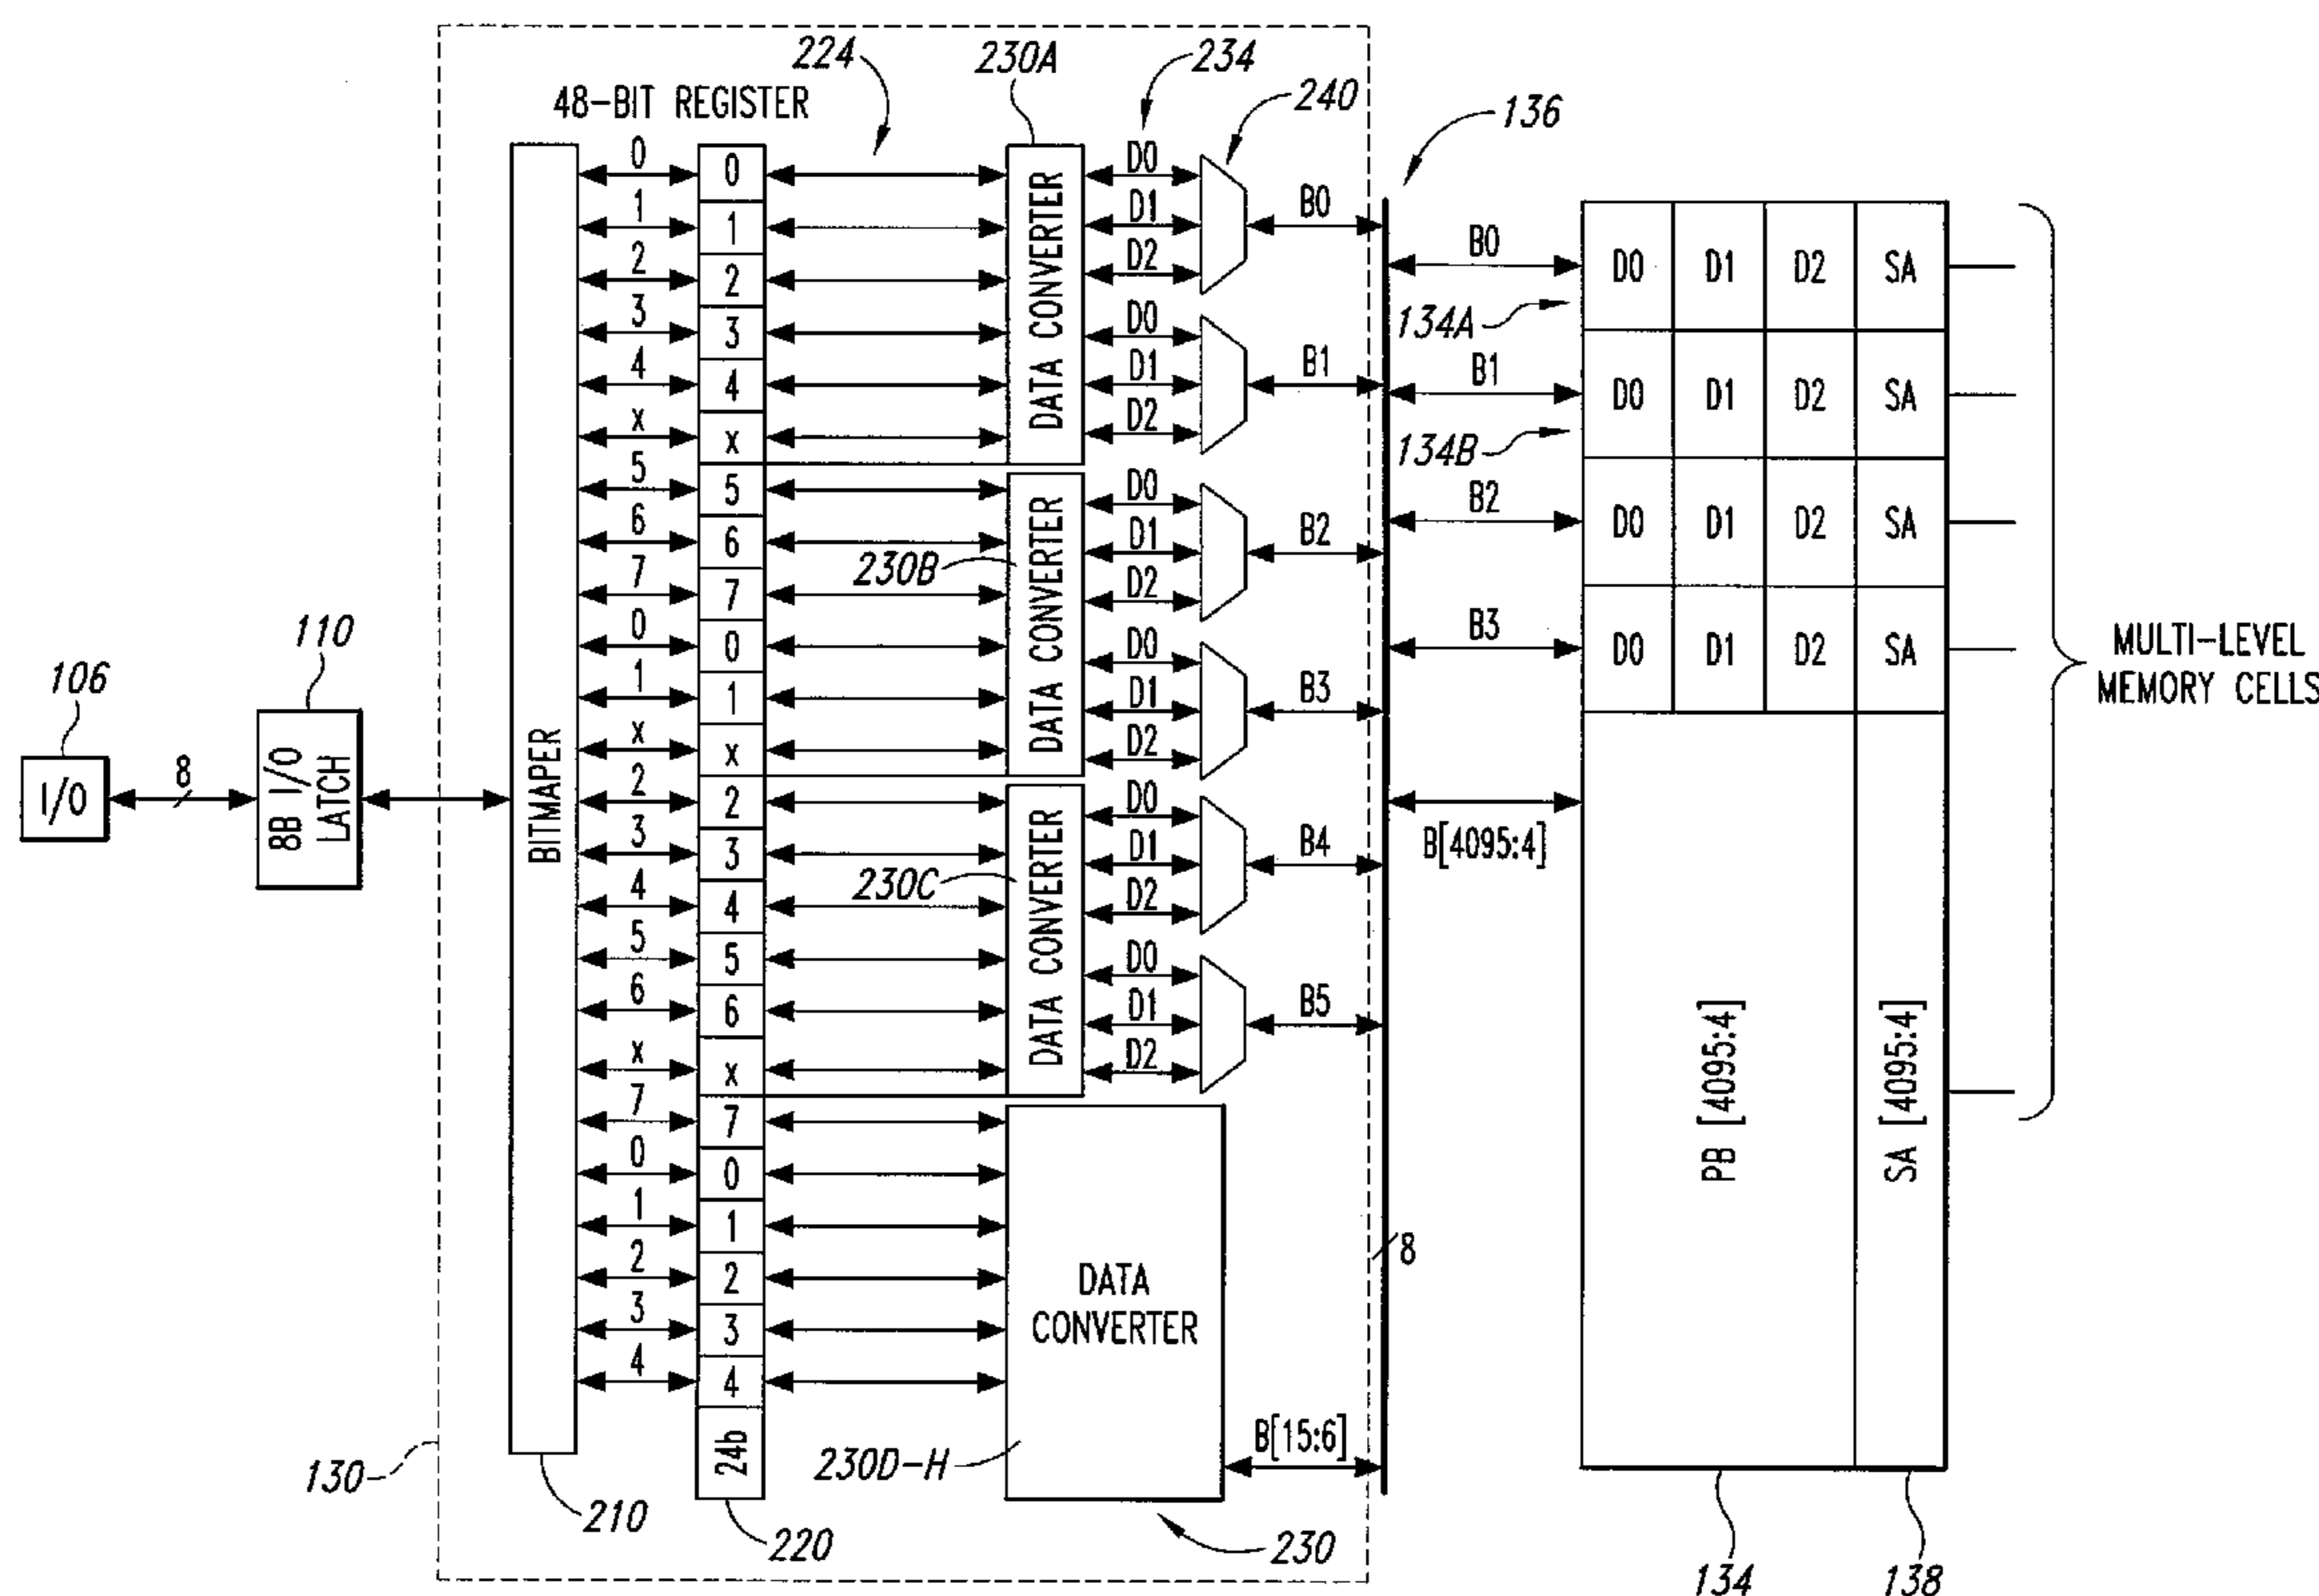 224
230A
234
240
136
48-BIT REGISTER
0
1
2
3
4
x
5
6
7
0
1
x
2
3
4
5
6
x
7
0
1
2
3
4
0
1
2
3
4
x
5
6
7
0
1
x
2
3
4
5
6
x
7
0
1
2
3
4
24b
BITMAPER
106
I/O
8
110
8B I/O
LATCH
DATA CONVERTER
230B
DATA CONVERTER
230C
DATA CONVERTER
DATA
CONVERTER
230D-H
D0
D1
D2
D0
D1
D2
D0
D1
D2
D0
D1
D2
D0
D1
D2
D0
D1
D2
B0
B1
B2
B3
B4
B5
B[15:6]
8
B0
134A
B1
134B
B2
B3
B[4095:4]
D0 D1 D2 SA
D0 D1 D2 SA
D0 D1 D2 SA
D0 D1 D2 SA
PB [4095:4]
SA [4095:4]
MULTI-LEVEL
MEMORY CELLS
130
210
220
230
134
138